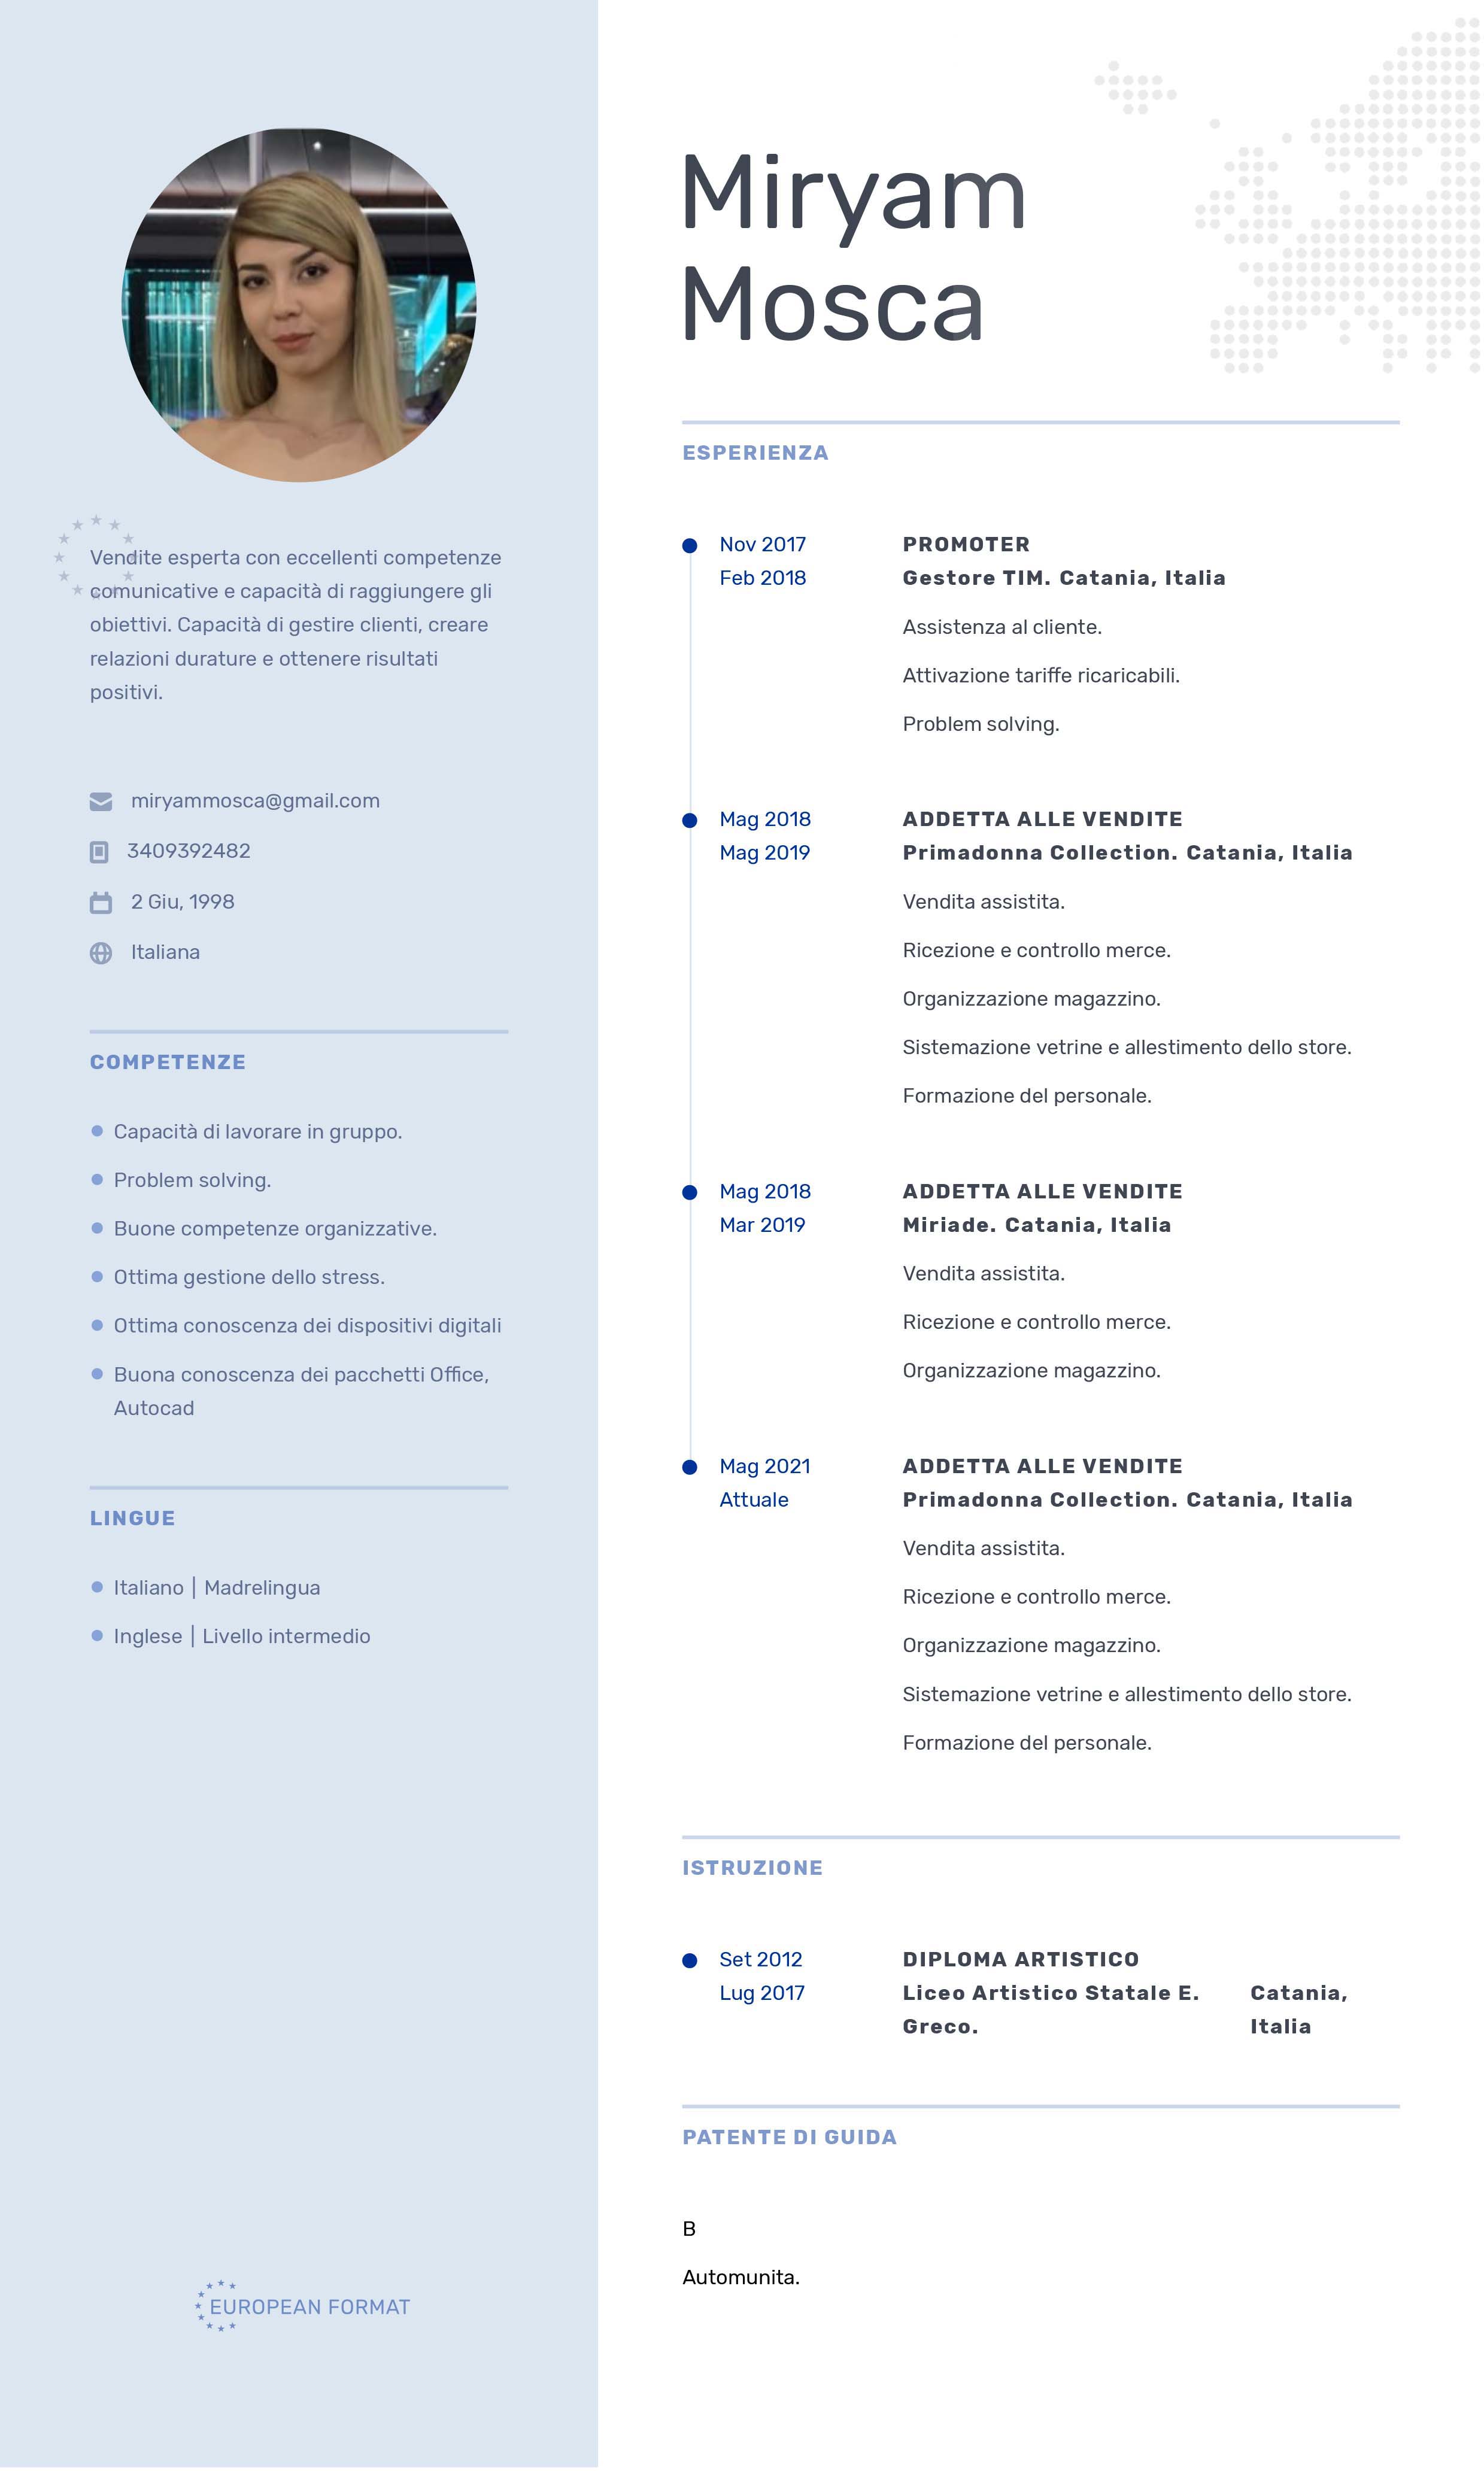 Miryam
Mosca
Vendite esperta con eccellenti competenze
comunicative e capacità di raggiungere gli
obiettivi. Capacità di gestire clienti, creare
relazioni durature e ottenere risultati
positivi.
miryammosca@gmail.com
3409392482
2 Giu, 1998
Italiana
COMPETENZE
Capacità di lavorare in gruppo.
Problem solving.
Buone competenze organizzative.
Ottima gestione dello stress.
Ottima conoscenza dei dispositivi digitali
Buona conoscenza dei pacchetti Office,
Autocad
LINGUE
Italiano | Madrelingua
Inglese | Livello intermedio
EUROPEAN FORMAT
ESPERIENZA
Nov 2017 PROMOTER
Feb 2018 Gestore TIM. Catania, Italia
Assistenza al cliente.
Attivazione tariffe ricaricabili.
Problem solving.
Mag 2018 ADDETTA ALLE VENDITE
Mag 2019 Primadonna Collection. Catania, Italia
Vendita assistita.
Ricezione e controllo merce.
Organizzazione magazzino.
Sistemazione vetrine e allestimento dello store.
Formazione del personale.
Mag 2018 ADDETTA ALLE VENDITE
Mar 2019 Miriade. Catania, Italia
Vendita assistita.
Ricezione e controllo merce.
Organizzazione magazzino.
Mag 2021 ADDETTA ALLE VENDITE
Attuale Primadonna Collection. Catania, Italia
Vendita assistita.
Ricezione e controllo merce.
Organizzazione magazzino.
Sistemazione vetrine e allestimento dello store.
Formazione del personale.
ISTRUZIONE
Set 2012 DIPLOMA ARTISTICO
Lug 2017 Liceo Artistico Statale E. Catania,
Greco. Italia
PATENTE DI GUIDA
B
Automunita.